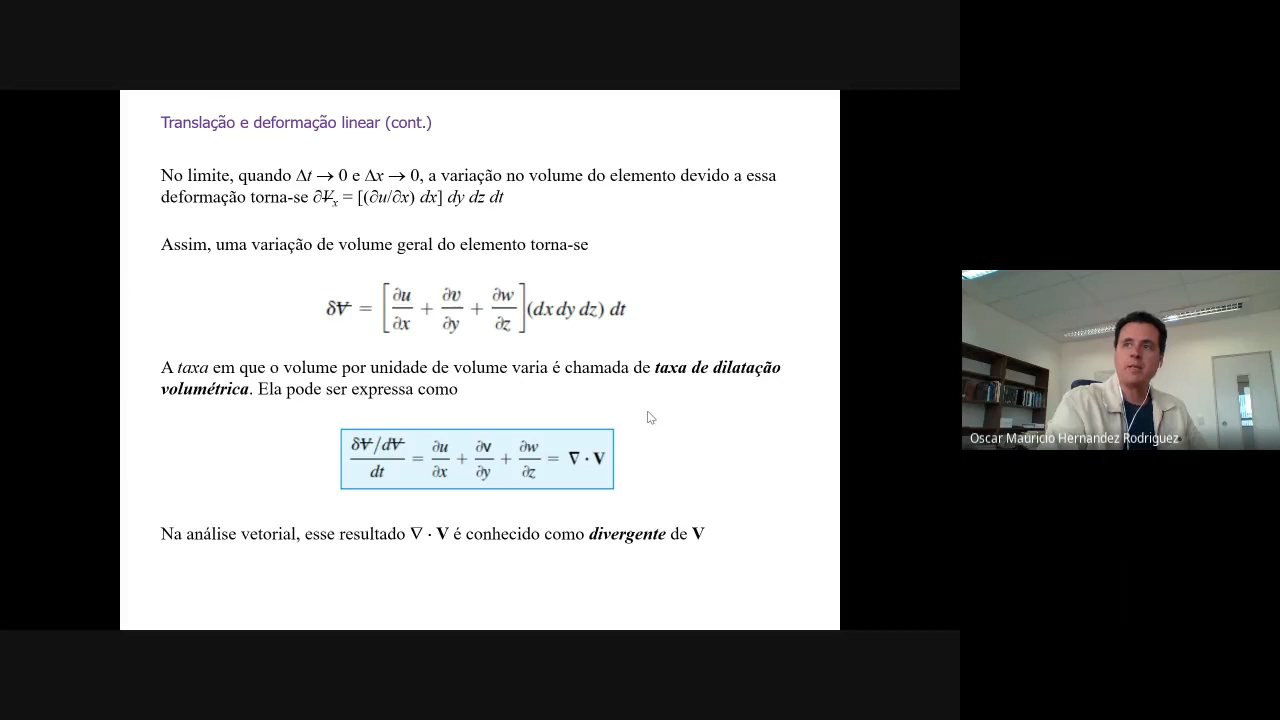 Translação e deformação linear (cont.)
No limite, quando Δt → 0 e Δx → 0, a variação no volume do elemento devido a essa
deformação torna-se ∂V̶ₓ = [(∂u/∂x) dx] dy dz dt
Assim, uma variação de volume geral do elemento torna-se
δV̶ = [∂u/∂x + ∂v/∂y + ∂w/∂z](dx dy dz) dt
A taxa em que o volume por unidade de volume varia é chamada de taxa de dilatação
volumétrica. Ela pode ser expressa como
(δV̶/dV̶)/dt = ∂u/∂x + ∂v/∂y + ∂w/∂z = ∇ · V
Na análise vetorial, esse resultado ∇ · V é conhecido como divergente de V
Oscar Mauricio Hernandez Rodriguez